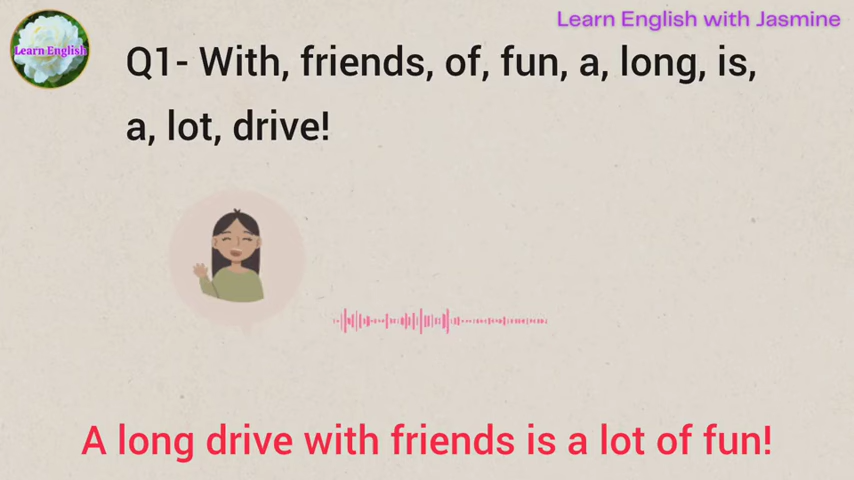 Learn English with Jasmine
Learn English
Q1- With, friends, of, fun, a, long, is,
a, lot, drive!
A long drive with friends is a lot of fun!